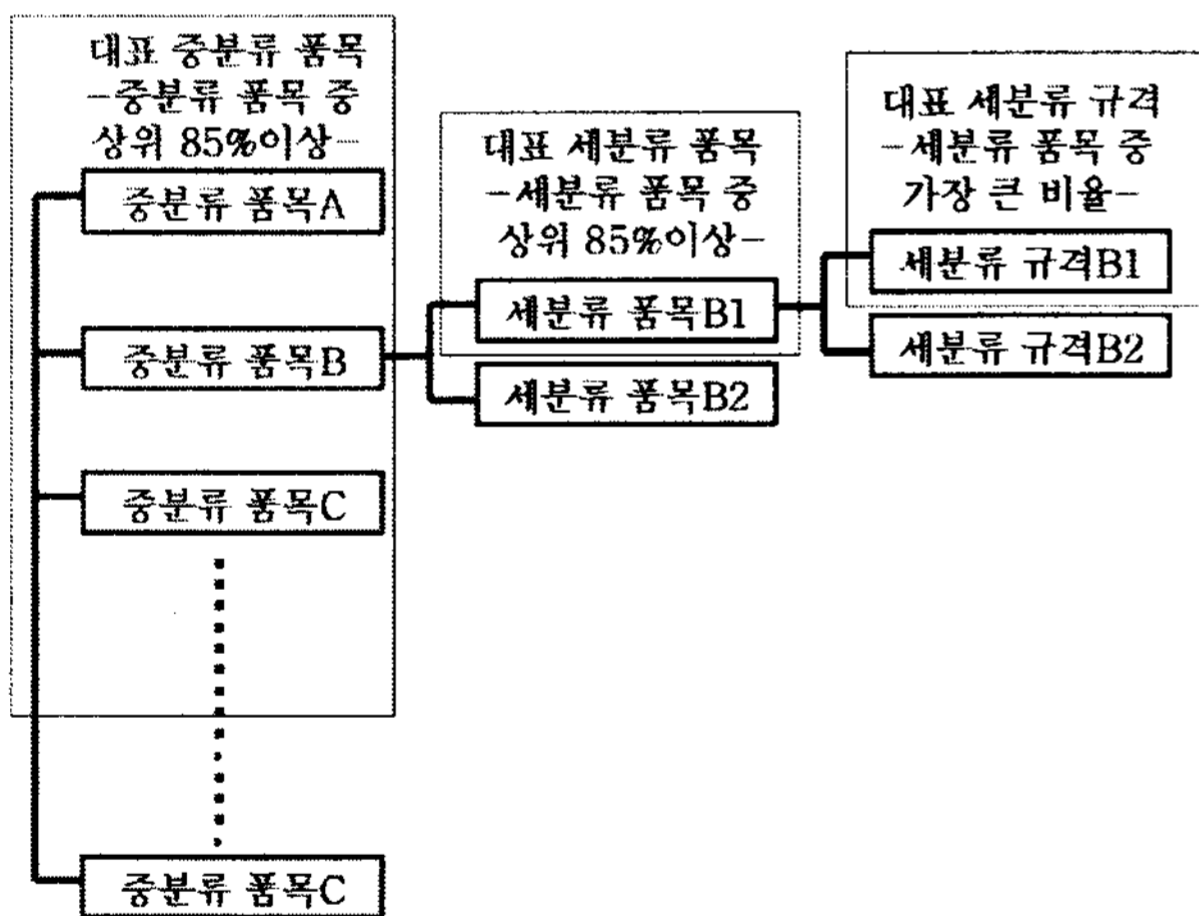 대표 중분류 품목
-중분류 품목 중
상위 85%이상-
중분류 품목A
중분류 품목B
중분류 품목C
중분류 품목C
대표 세분류 품목
-세분류 품목 중
상위 85%이상-
세분류 품목B1
세분류 품목B2
대표 세분류 규격
-세분류 품목 중
가장 큰 비율-
세분류 규격B1
세분류 규격B2